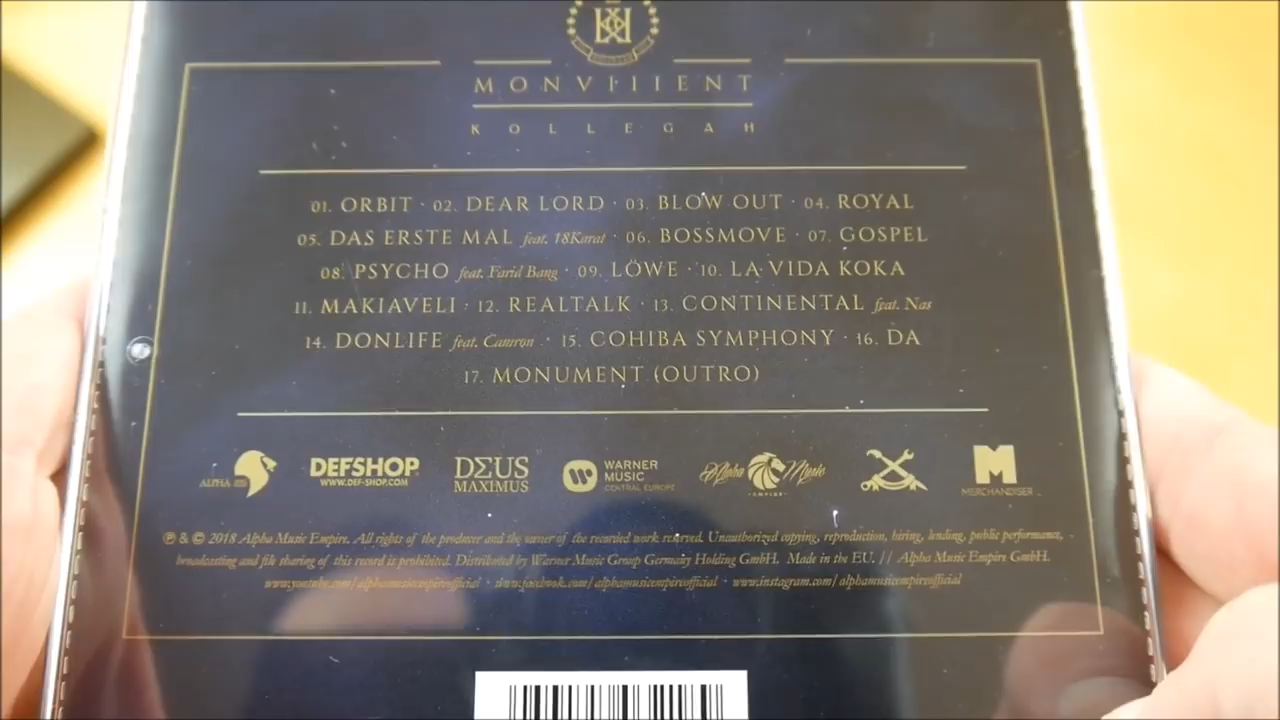 MONVMENT
KOLLEGAH
01. ORBIT · 02. DEAR LORD · 03. BLOW OUT · 04. ROYAL
05. DAS ERSTE MAL feat. 18Karat · 06. BOSSMOVE · 07. GOSPEL
08. PSYCHO feat. Farid Bang · 09. LÖWE · 10. LA VIDA KOKA
11. MAKIAVELI · 12. REALTALK · 13. CONTINENTAL feat. Nas
14. DONLIFE feat. Camron · 15. COHIBA SYMPHONY · 16. DA
17. MONUMENT (OUTRO)
ALPHA
DEFSHOP
WWW.DEF-SHOP.COM
DΣUS
MAXIMUS
WARNER
MUSIC
CENTRAL EUROPE
Alpha Music
EMPIRE
M
MERCHANDISER
℗ & © 2018 Alpha Music Empire. All rights of the producer and the owner of the recorded work reserved. Unauthorized copying, reproduction, hiring, lending, public performance,
broadcasting and file sharing of this record is prohibited. Distributed by Warner Music Group Germany Holding GmbH. Made in the EU. // Alpha Music Empire GmbH.
www.youtube.com/alphamusicempireofficial · www.facebook.com/alphamusicempireofficial · www.instagram.com/alphamusicempireofficial